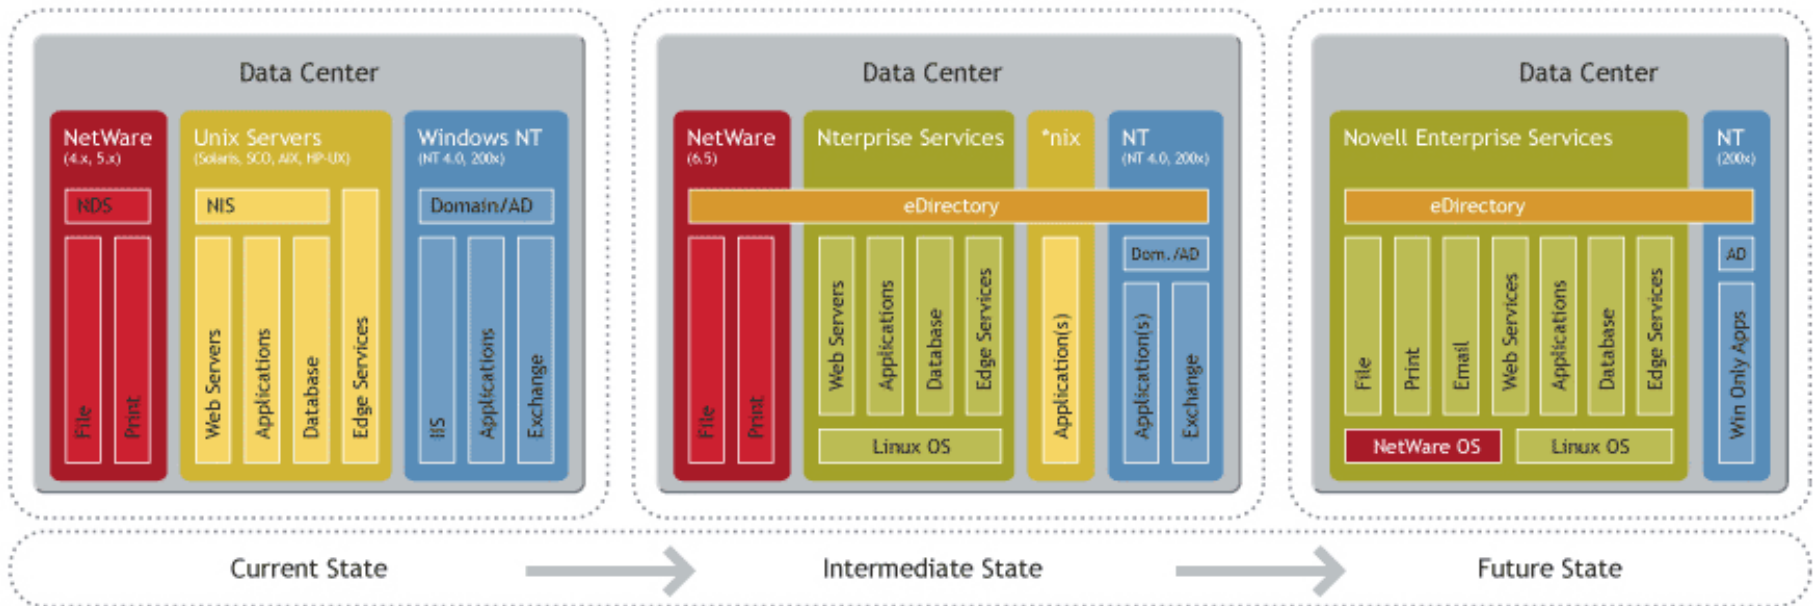 Data Center
NetWare
(4.x, 5.x)
NDS
File
Print
Unix Servers
(Solaris, SCO, AIX, HP-UX)
NIS
Web Servers
Applications
Database
Edge Services
Windows NT
(NT 4.0, 200x)
Domain/AD
IIS
Applications
Exchange
Data Center
NetWare
(6.5)
Nterprise Services
*nix
NT
(NT 4.0, 200x)
eDirectory
File
Print
Web Servers
Applications
Database
Edge Services
Linux OS
Application(s)
Dom./AD
Application(s)
Exchange
Data Center
Novell Enterprise Services
NT
(200x)
eDirectory
File
Print
Email
Web Services
Applications
Database
Edge Services
NetWare OS
Linux OS
AD
Win Only Apps
Current State
Intermediate State
Future State